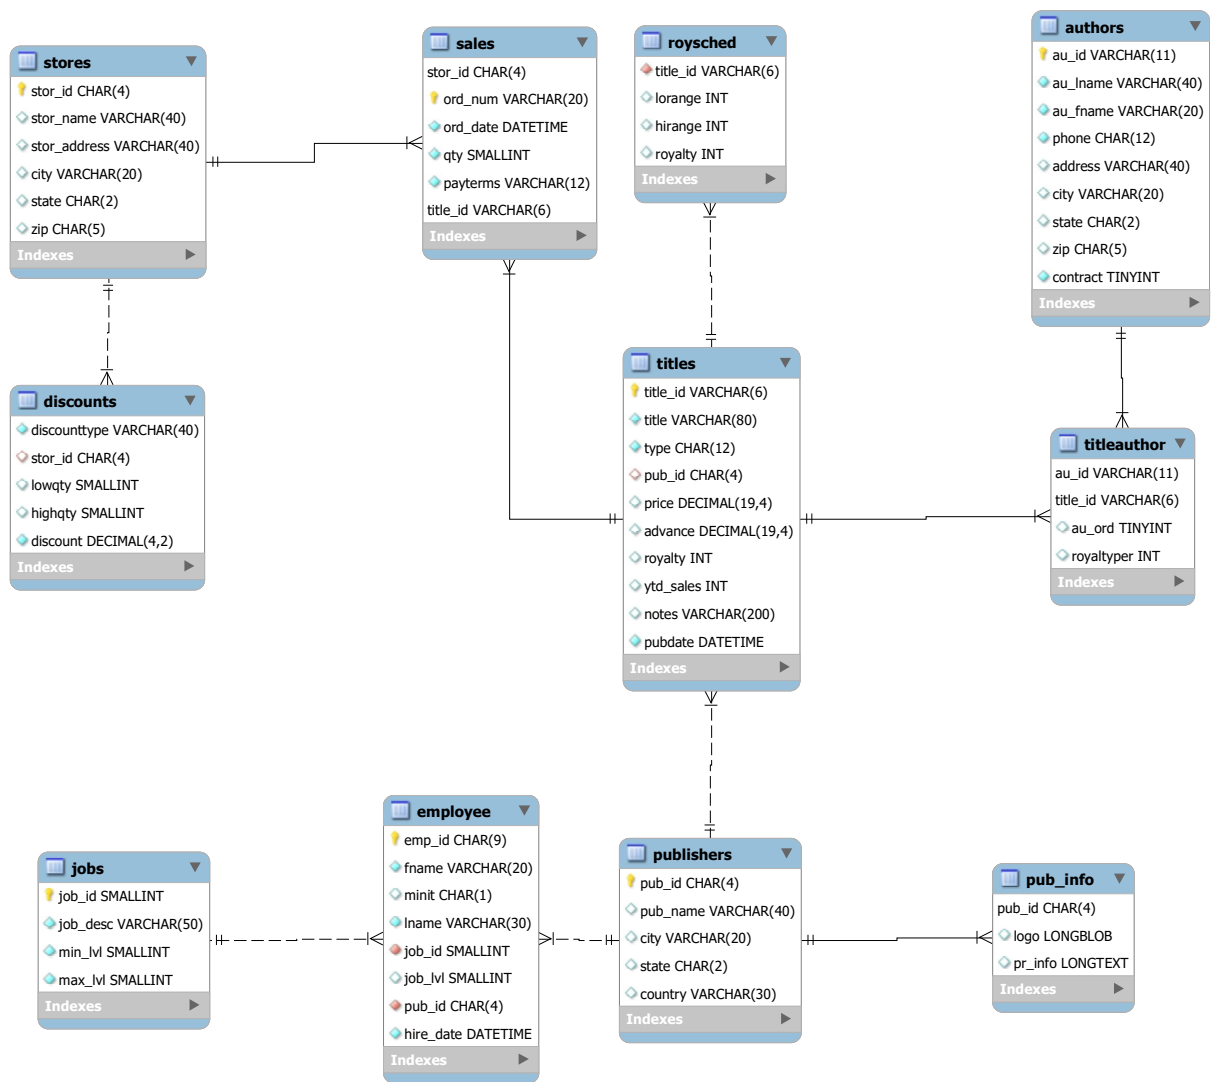 stores
stor_id CHAR(4)
stor_name VARCHAR(40)
stor_address VARCHAR(40)
city VARCHAR(20)
state CHAR(2)
zip CHAR(5)
Indexes
sales
stor_id CHAR(4)
ord_num VARCHAR(20)
ord_date DATETIME
qty SMALLINT
payterms VARCHAR(12)
title_id VARCHAR(6)
Indexes
roysched
title_id VARCHAR(6)
lorange INT
hirange INT
royalty INT
Indexes
authors
au_id VARCHAR(11)
au_lname VARCHAR(40)
au_fname VARCHAR(20)
phone CHAR(12)
address VARCHAR(40)
city VARCHAR(20)
state CHAR(2)
zip CHAR(5)
contract TINYINT
Indexes
discounts
discounttype VARCHAR(40)
stor_id CHAR(4)
lowqty SMALLINT
highqty SMALLINT
discount DECIMAL(4,2)
Indexes
titles
title_id VARCHAR(6)
title VARCHAR(80)
type CHAR(12)
pub_id CHAR(4)
price DECIMAL(19,4)
advance DECIMAL(19,4)
royalty INT
ytd_sales INT
notes VARCHAR(200)
pubdate DATETIME
Indexes
titleauthor
au_id VARCHAR(11)
title_id VARCHAR(6)
au_ord TINYINT
royaltyper INT
Indexes
jobs
job_id SMALLINT
job_desc VARCHAR(50)
min_lvl SMALLINT
max_lvl SMALLINT
Indexes
employee
emp_id CHAR(9)
fname VARCHAR(20)
minit CHAR(1)
lname VARCHAR(30)
job_id SMALLINT
job_lvl SMALLINT
pub_id CHAR(4)
hire_date DATETIME
Indexes
publishers
pub_id CHAR(4)
pub_name VARCHAR(40)
city VARCHAR(20)
state CHAR(2)
country VARCHAR(30)
Indexes
pub_info
pub_id CHAR(4)
logo LONGBLOB
pr_info LONGTEXT
Indexes